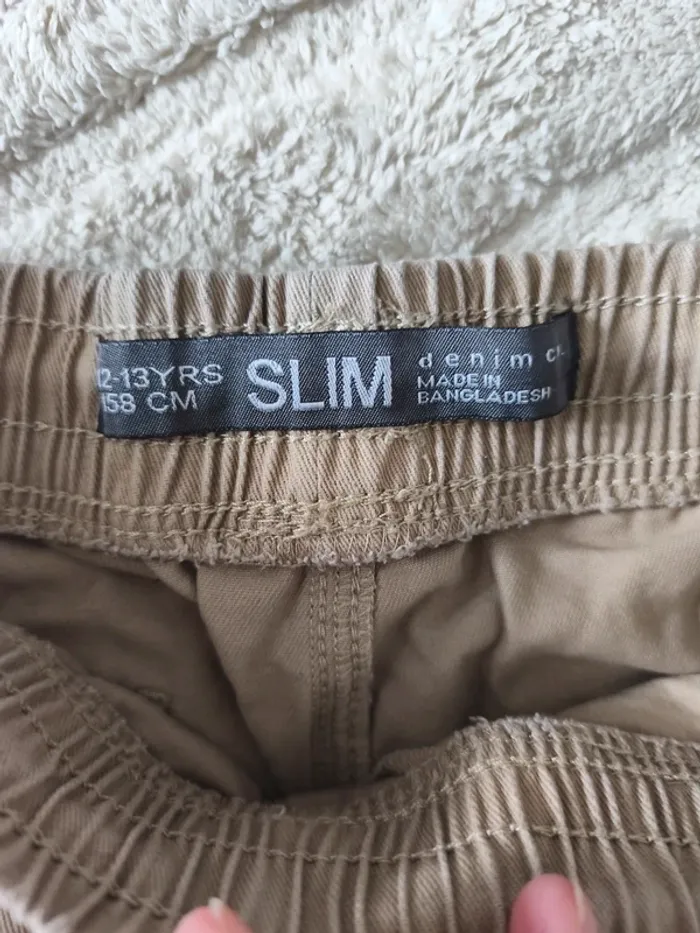 12-13YRS
158 CM
SLIM
denim
MADE IN
BANGLADESH